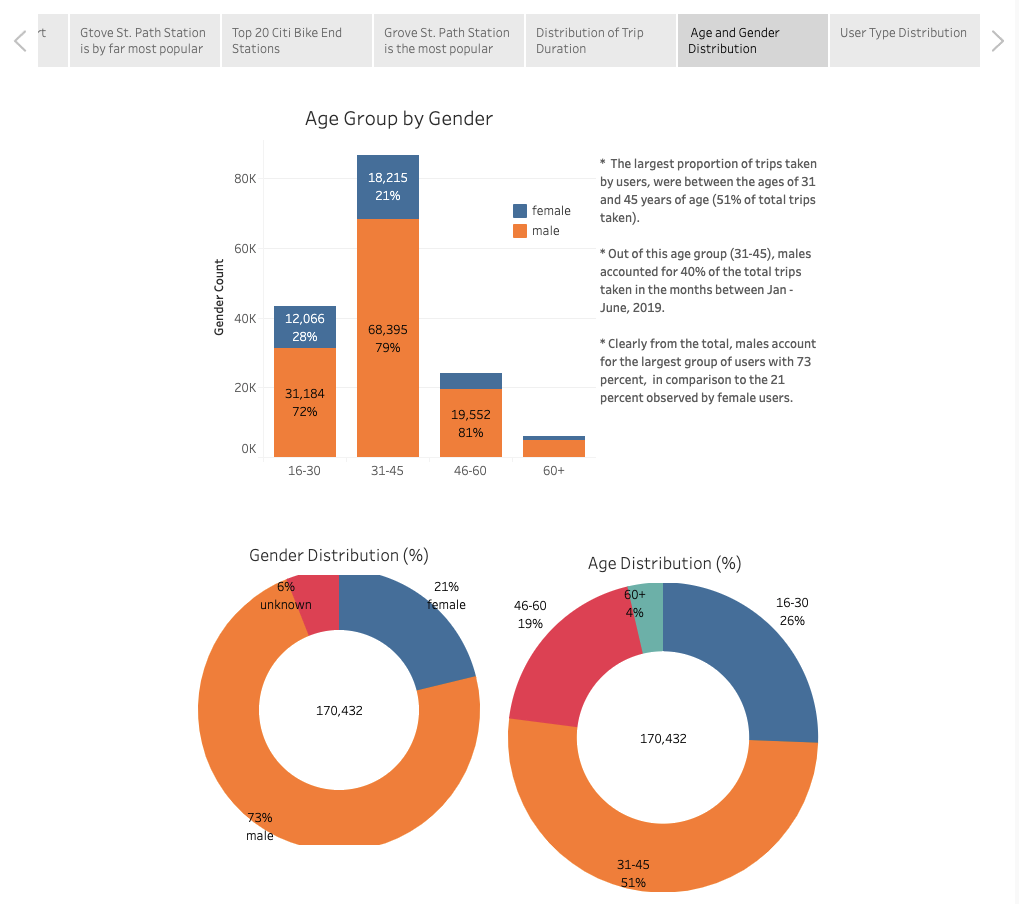 rt
Gtove St. Path Station
is by far most popular
Top 20 Citi Bike End
Stations
Grove St. Path Station
is the most popular
Distribution of Trip
Duration
Age and Gender
Distribution
User Type Distribution
Age Group by Gender
Gender Count
80K
60K
40K
20K
0K
18,215
21%
68,395
79%
12,066
28%
31,184
72%
19,552
81%
16-30
31-45
46-60
60+
female
male
* The largest proportion of trips taken
by users, were between the ages of 31
and 45 years of age (51% of total trips
taken).
* Out of this age group (31-45), males
accounted for 40% of the total trips
taken in the months between Jan -
June, 2019.
* Clearly from the total, males account
for the largest group of users with 73
percent, in comparison to the 21
percent observed by female users.
Gender Distribution (%)
6%
unknown
21%
female
170,432
73%
male
Age Distribution (%)
46-60
19%
60+
4%
16-30
26%
170,432
31-45
51%